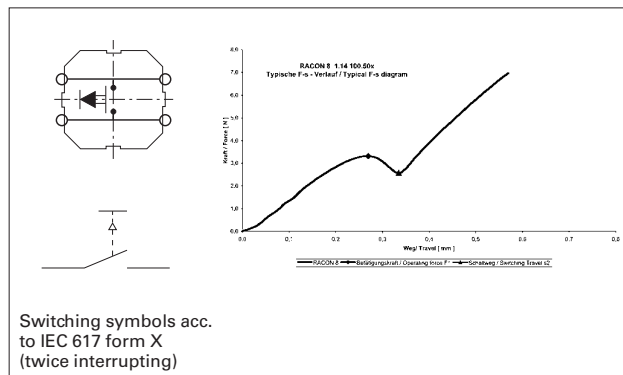 RACON 8 1.14 100.50x
Typische F-s - Verlauf / Typical F-s diagram
Kraft / Force [ N ]
8,0
7,0
6,0
5,0
4,0
3,0
2,0
1,0
0,0
0,0 0,1 0,2 0,3 0,4 0,5 0,6 0,7 0,8
Weg/ Travel [ mm ]
RACON 8 Betätigungskraft / Operating force F1 Schaltweg / Switching Travel s2
Switching symbols acc.
to IEC 617 form X
(twice interrupting)